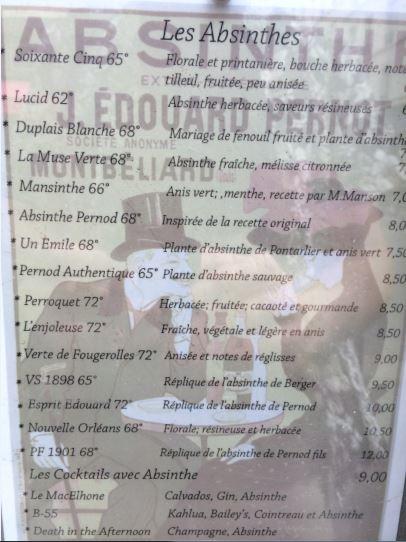 ABSINTHE
Les Absinthes
* Soixante Cinq 65° Florale et printanière, bouche herbacée, note
tilleul, fruitée, peu anisée
EX
* Lucid 62° Absinthe herbacée, saveurs résineuses
J. ÉDOUARD PERN
* Duplais Blanche 68° Mariage de fenouil fruité et plante d'absinthe
SOCIÉTÉ ANONYME
* La Muse Verte 68° Absinthe fraîche, mélisse citronnée
MONTBÉLIARD
* Mansinthe 66° Anis vert; ,menthe, recette par M.Manson 7,0
* Absinthe Pernod 68° Inspirée de la recette original 8,0
* Un Emile 68° Plante d'absinthe de Pontarlier et anis vert 7,50
* Pernod Authentique 65° Plante d'absinthe sauvage 8,50
* Perroquet 72° Herbacée; fruitée; cacaoté et gourmande 8,50
* L'enjoleuse 72° Fraîche, végétale et légère en anis 8,50
* Verte de Fougerolles 72° Anisée et notes de réglisses 9,00
* VS 1898 65° Réplique de l'absinthe de Berger 9,50
* Esprit Edouard 72° Réplique de l'absinthe de Pernod 10,00
* Nouvelle Orléans 68° Florale; résineuse et herbacée 10,50
* PF 1901 68° Réplique de l'absinthe de Pernod fils 12,00
Les Cocktails avec Absinthe 9,00
* Le MacElhone Calvados, Gin, Absinthe
* B-55 Kahlua, Bailey's, Cointreau et Absinthe
* Death in the Afternoon Champagne, Absinthe